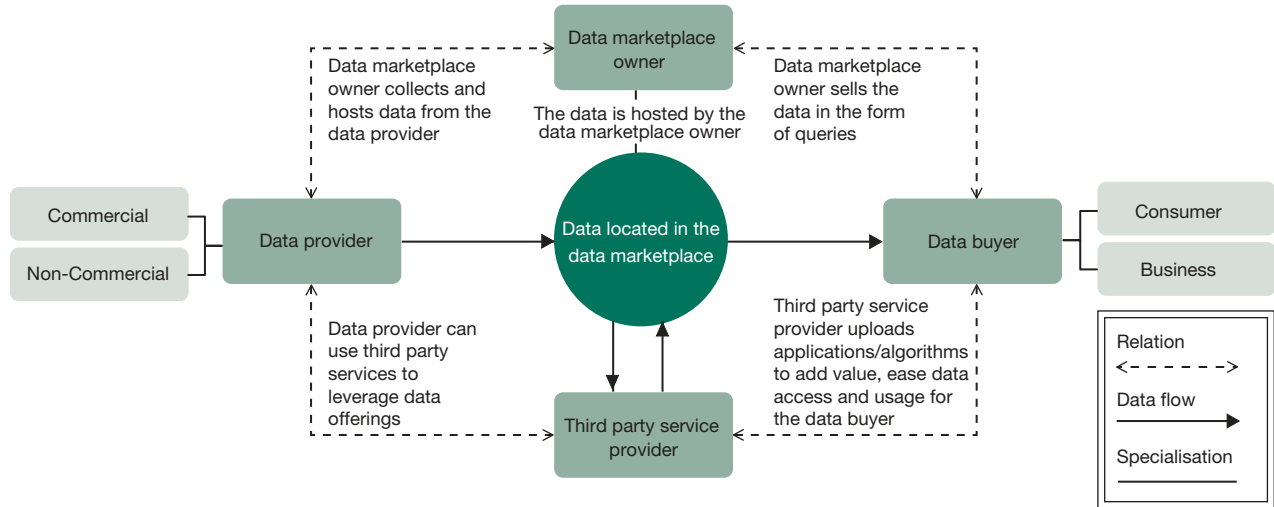 Data marketplace
owner
Data marketplace
owner collects and
hosts data from the
data provider
Data marketplace
owner sells the
data in the form
of queries
The data is hosted by the
data marketplace owner
Commercial
Non-Commercial
Data provider
Data located in the
data marketplace
Data buyer
Consumer
Business
Data provider can
use third party
services to
leverage data
offerings
Third party service
provider uploads
applications/algorithms
to add value, ease data
access and usage for
the data buyer
Third party service
provider
Relation
Data flow
Specialisation